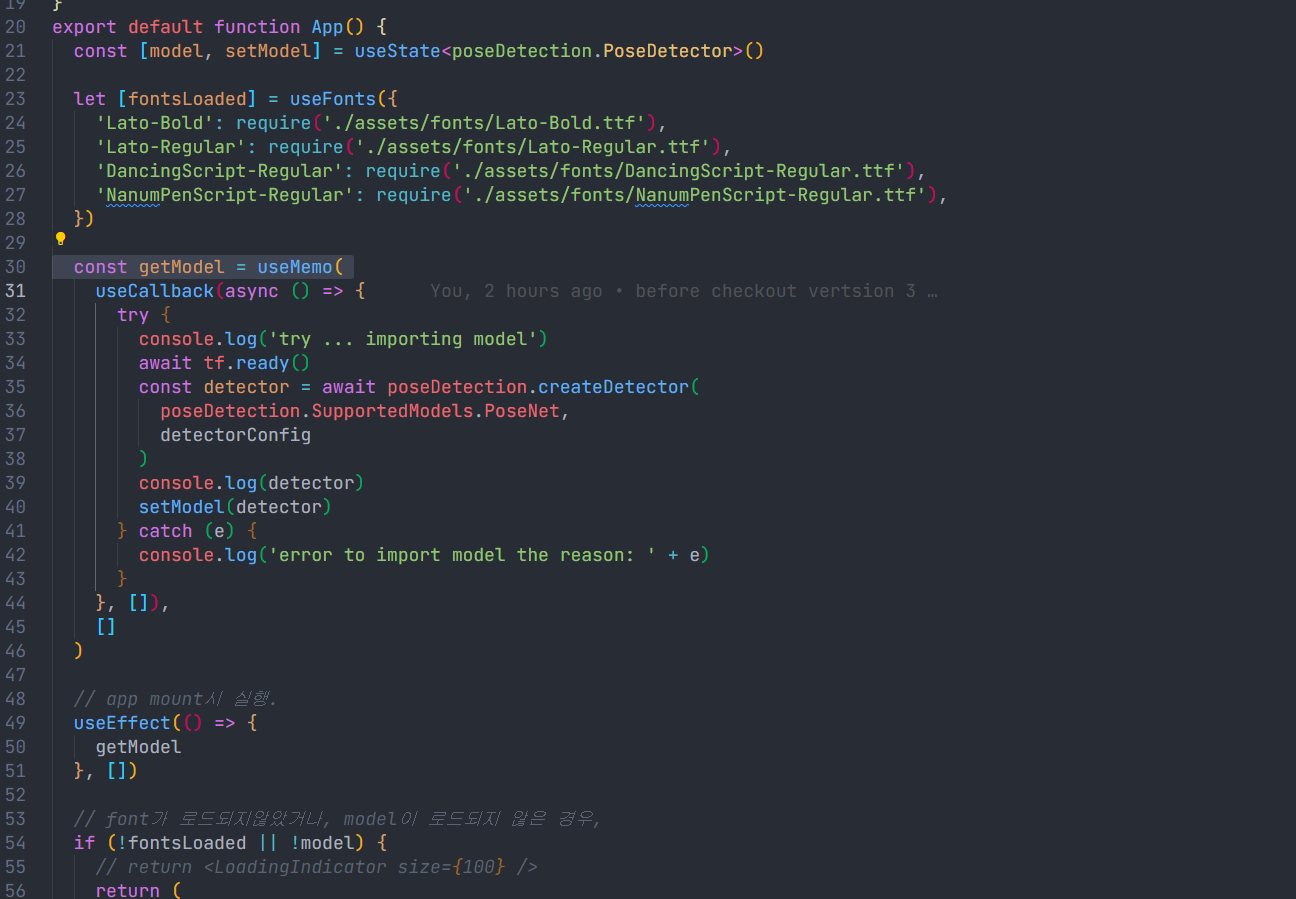 19 }
20 export default function App() {
21 const [model, setModel] = useState<poseDetection.PoseDetector>()
22
23 let [fontsLoaded] = useFonts({
24 'Lato-Bold': require('./assets/fonts/Lato-Bold.ttf'),
25 'Lato-Regular': require('./assets/fonts/Lato-Regular.ttf'),
26 'DancingScript-Regular': require('./assets/fonts/DancingScript-Regular.ttf'),
27 'NanumPenScript-Regular': require('./assets/fonts/NanumPenScript-Regular.ttf'),
28 })
29
30 const getModel = useMemo(
31 useCallback(async () => { You, 2 hours ago • before checkout vertsion 3 …
32 try {
33 console.log('try ... importing model')
34 await tf.ready()
35 const detector = await poseDetection.createDetector(
36 poseDetection.SupportedModels.PoseNet,
37 detectorConfig
38 )
39 console.log(detector)
40 setModel(detector)
41 } catch (e) {
42 console.log('error to import model the reason: ' + e)
43 }
44 }, []),
45 []
46 )
47
48 // app mount시 실행.
49 useEffect(() => {
50 getModel
51 }, [])
52
53 // font가 로드되지않았거나, model이 로드되지 않은 경우,
54 if (!fontsLoaded || !model) {
55 // return <LoadingIndicator size={100} />
56 return (